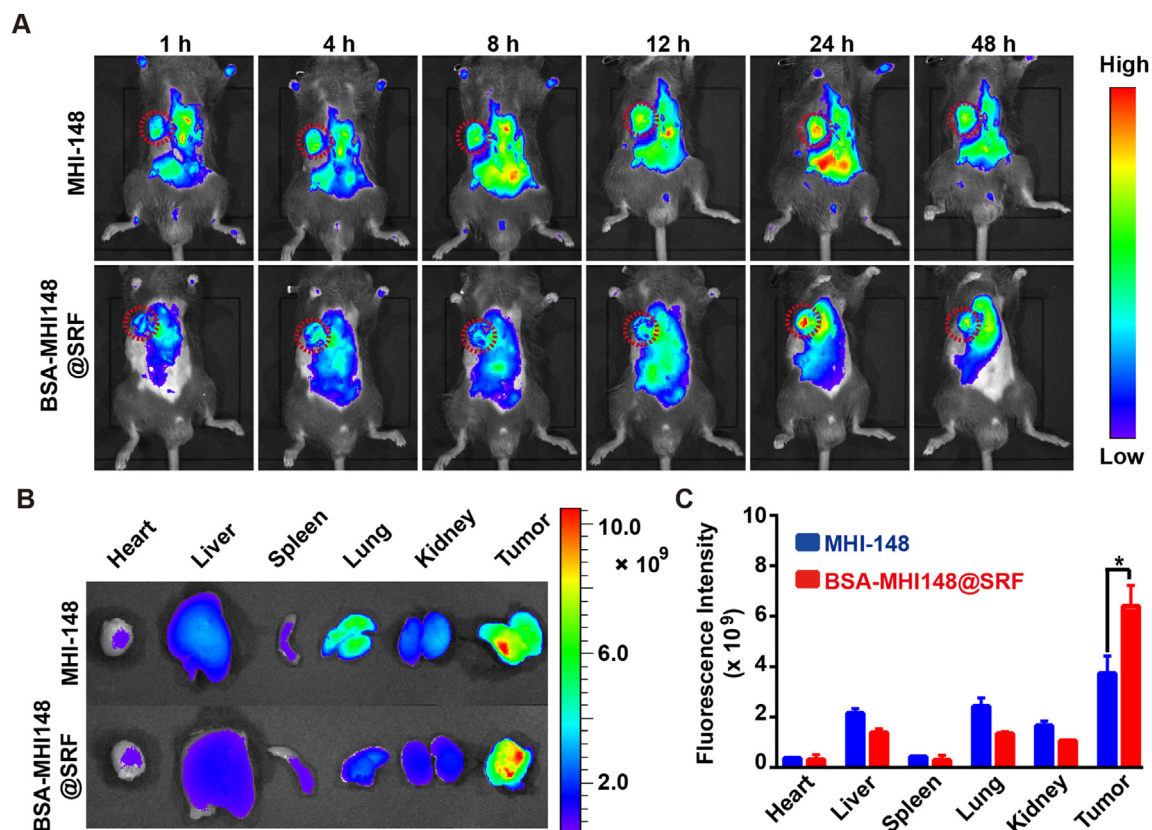 A
1 h 4 h 8 h 12 h 24 h 48 h
MHI-148
BSA-MHI148
@SRF
High
Low
B
Heart Liver Spleen Lung Kidney Tumor
MHI-148
BSA-MHI148
@SRF
10.0
× 10⁹
6.0
2.0
C
Fluorescence Intensity
(x 10⁹)
10
8
6
4
2
0
MHI-148
BSA-MHI148@SRF
*
Heart Liver Spleen Lung Kidney Tumor